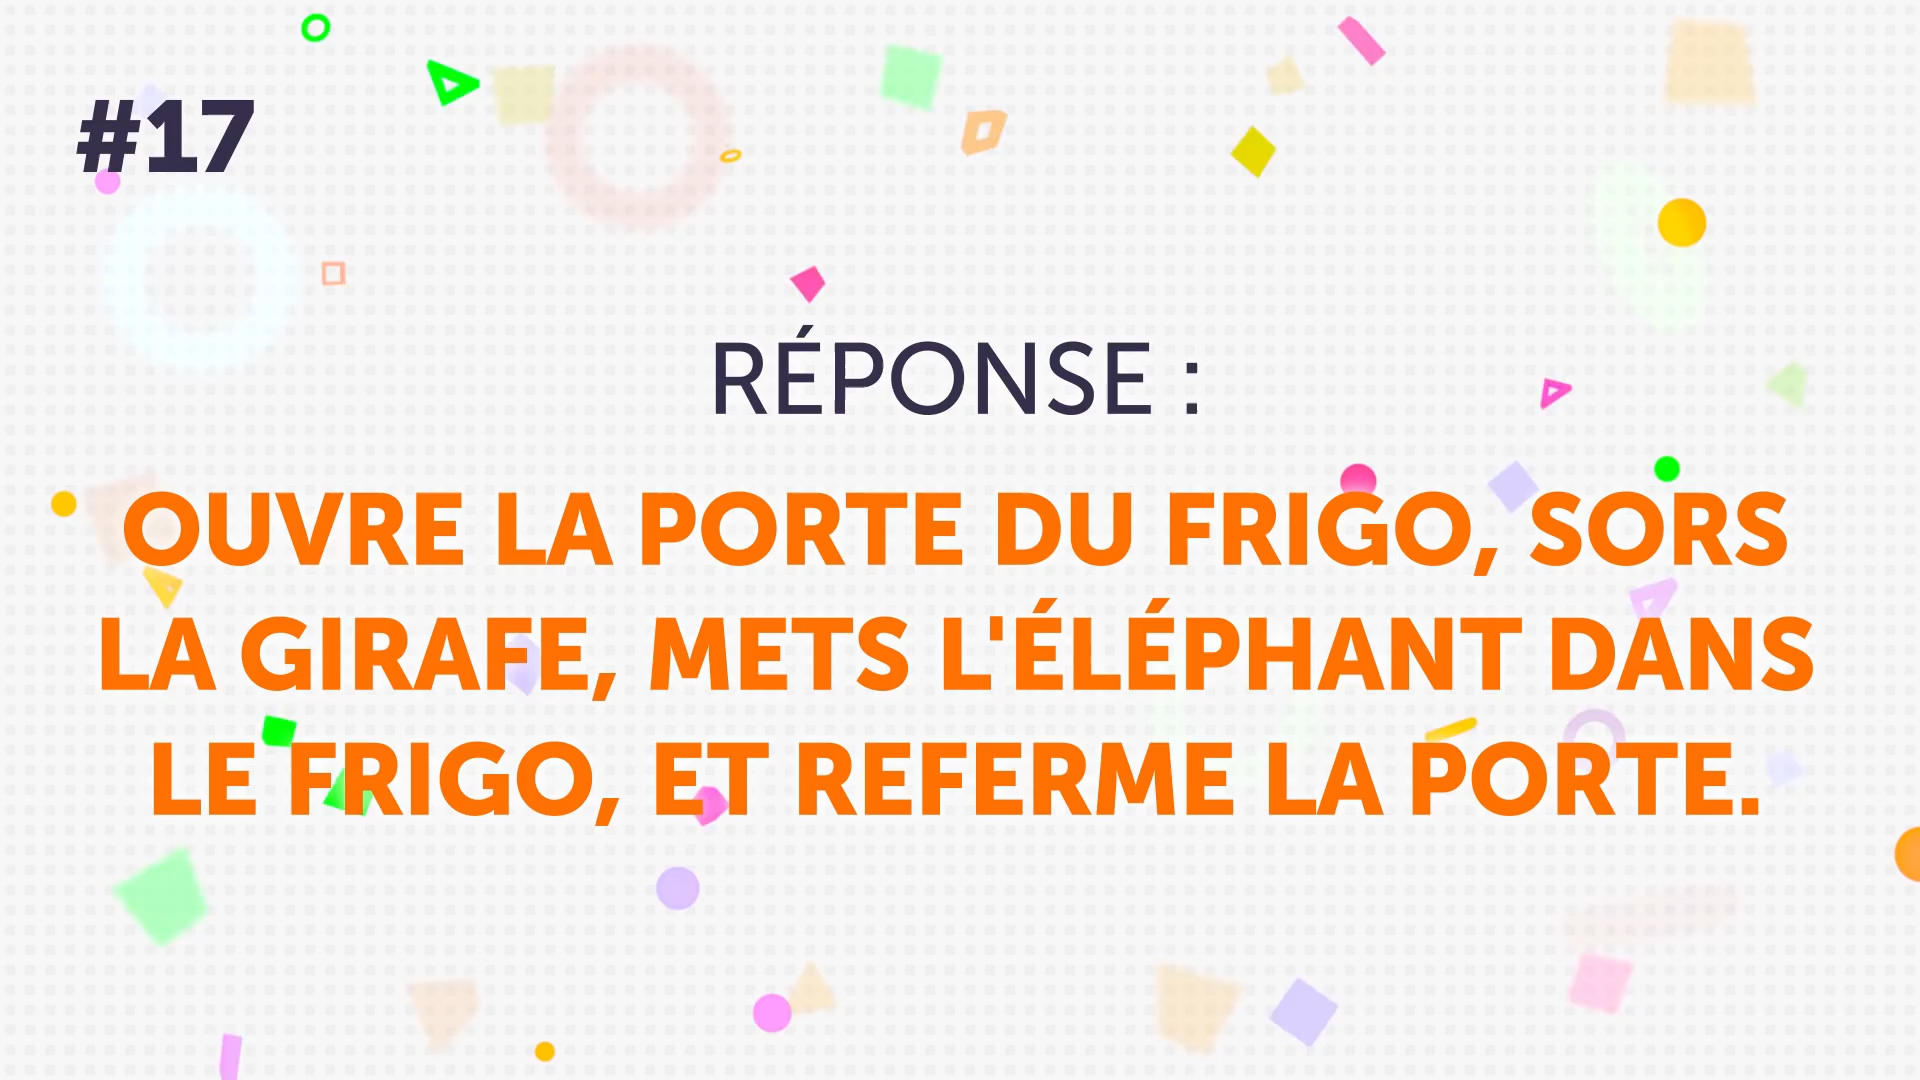 #17
RÉPONSE :
OUVRE LA PORTE DU FRIGO, SORS
LA GIRAFE, METS L'ÉLÉPHANT DANS
LE FRIGO, ET REFERME LA PORTE.